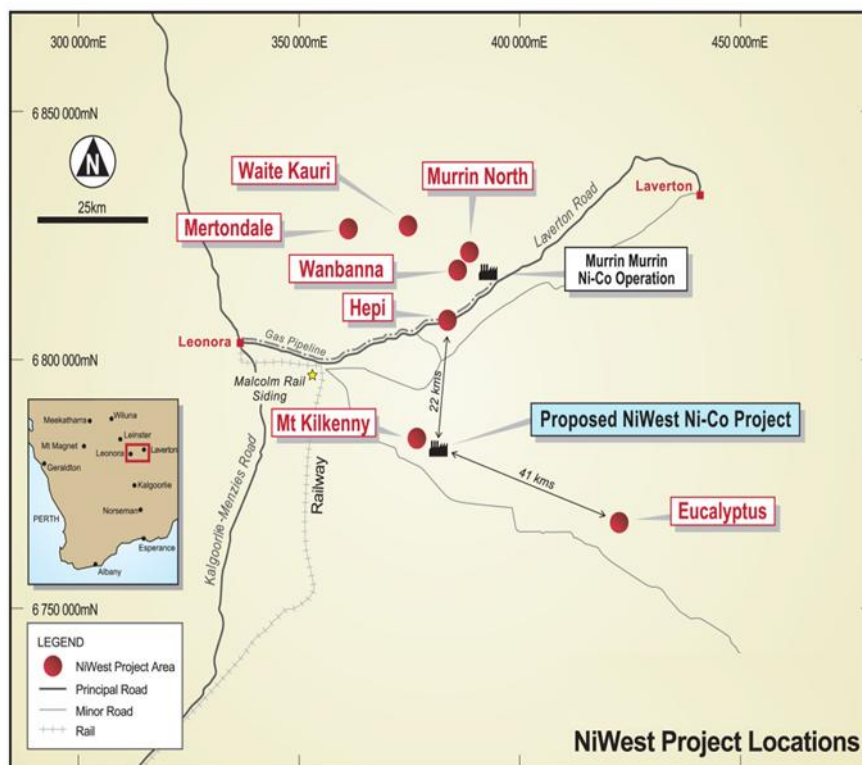 300 000mE
350 000mE
400 000mE
450 000mE
6 850 000mN
N
25km
Waite Kauri
Murrin North
Laverton
Mertondale
Laverton Road
Wanbanna
Murrin Murrin
Ni-Co Operation
Hepi
Leonora
Gas Pipeline
6 800 000mN
Malcolm Rail
Siding
22 kms
Mt Kilkenny
Proposed NiWest Ni-Co Project
41 kms
Eucalyptus
Kalgoorlie-Menzies Road
Railway
Meekatharra
Wiluna
Leinster
Mt Magnet
Leonora
Laverton
Geraldton
Kalgoorlie
Norseman
PERTH
Esperance
Albany
6 750 000mN
LEGEND
NiWest Project Area
Principal Road
Minor Road
Rail
NiWest Project Locations